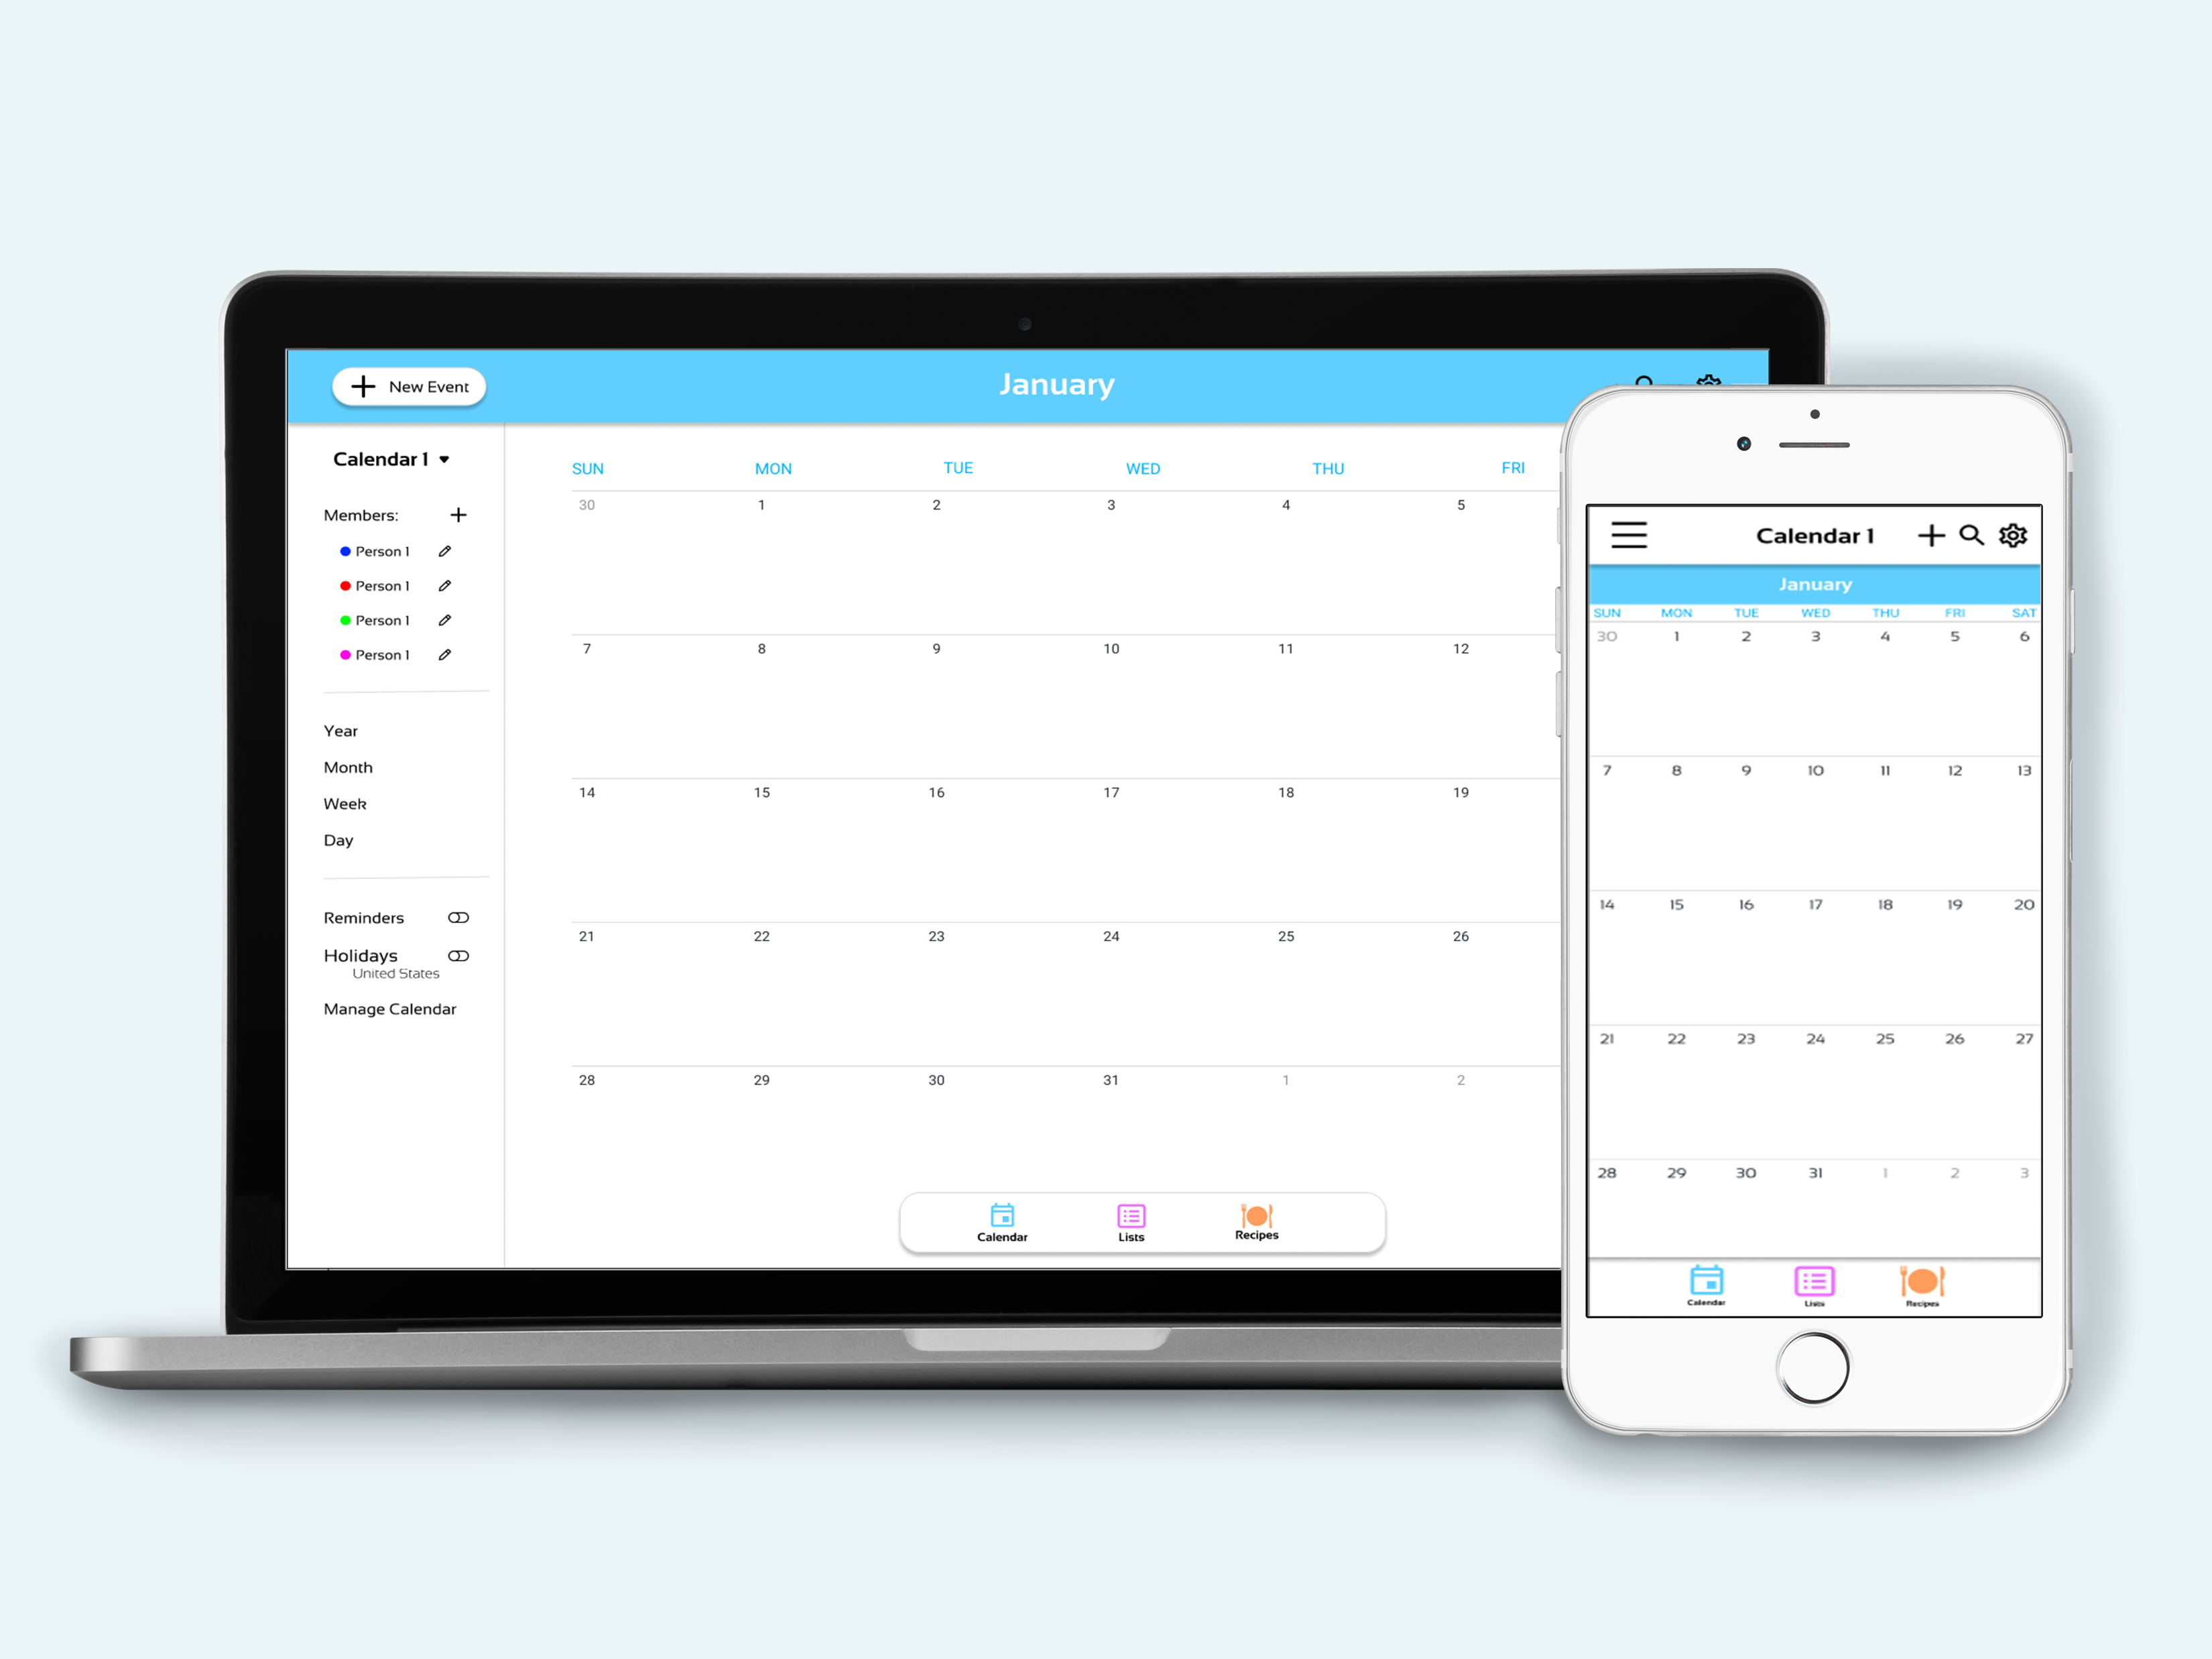 New Event
January
Calendar 1
Members:
Person 1
Person 1
Person 1
Person 1
Year
Month
Week
Day
Reminders
Holidays
United States
Manage Calendar
SUN MON TUE WED THU FRI
30 1 2 3 4 5
7 8 9 10 11 12
14 15 16 17 18 19
21 22 23 24 25 26
28 29 30 31 1 2
Calendar Lists Recipes
Calendar 1
January
SUN MON TUE WED THU FRI SAT
30 1 2 3 4 5 6
7 8 9 10 11 12 13
14 15 16 17 18 19 20
21 22 23 24 25 26 27
28 29 30 31 1 2 3
Calendar Lists Recipes